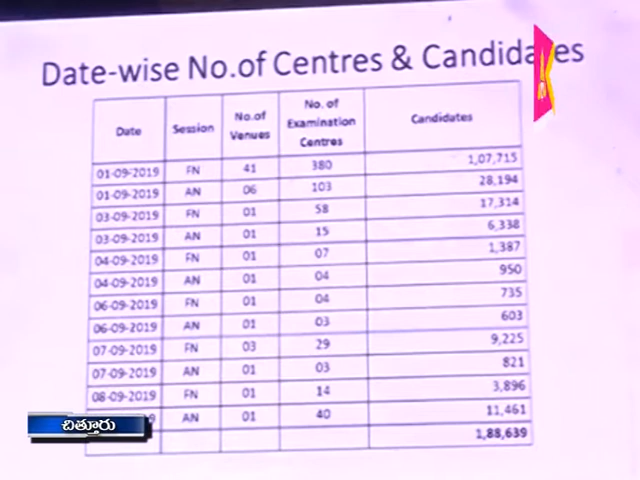 Date-wise No.of Centres & Candidates
Date Session No.of Venues No. of Examination Centres Candidates
01-09-2019 FN 41 380 1,07,715
01-09-2019 AN 06 103 28,194
03-09-2019 FN 01 58 17,314
03-09-2019 AN 01 15 6,338
04-09-2019 FN 01 07 1,387
04-09-2019 AN 01 04 950
06-09-2019 FN 01 04 735
06-09-2019 AN 01 03 603
07-09-2019 FN 03 29 9,225
07-09-2019 AN 01 03 821
08-09-2019 FN 01 14 3,896
AN 01 40 11,461
1,88,639
చిత్తూరు